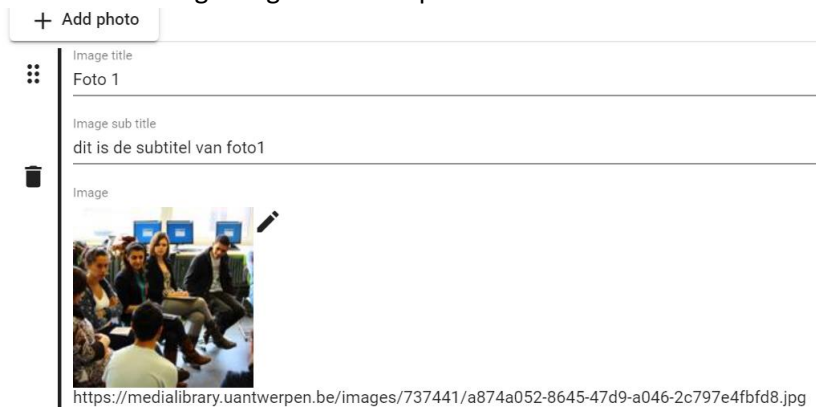 + Add photo
Image title
Foto 1
Image sub title
dit is de subtitel van foto1
Image
https://medialibrary.uantwerpen.be/images/737441/a874a052-8645-47d9-a046-2c797e4fbfd8.jpg